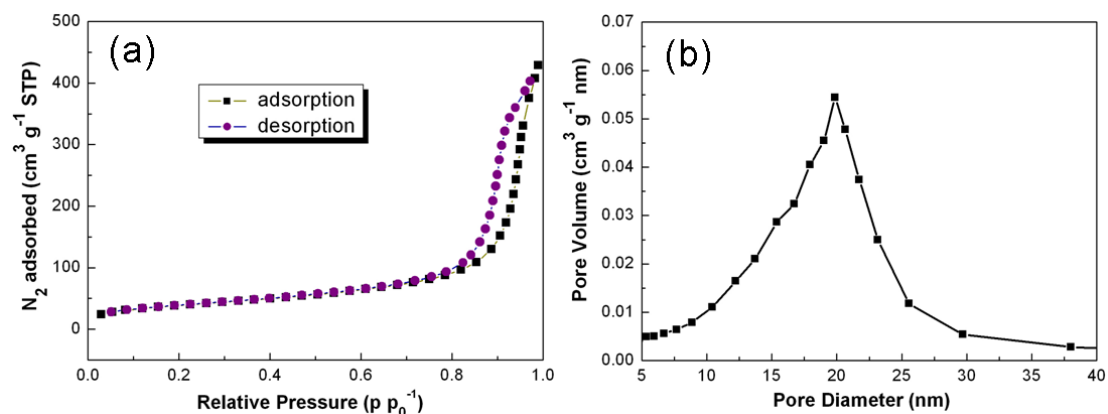 (a)
N2 adsorbed (cm3 g-1 STP)
500
400
300
200
100
0
adsorption
desorption
0.0 0.2 0.4 0.6 0.8 1.0
Relative Pressure (p p0-1)
(b)
Pore Volume (cm3 g-1 nm)
0.07
0.06
0.05
0.04
0.03
0.02
0.01
0.00
5 10 15 20 25 30 35 40
Pore Diameter (nm)